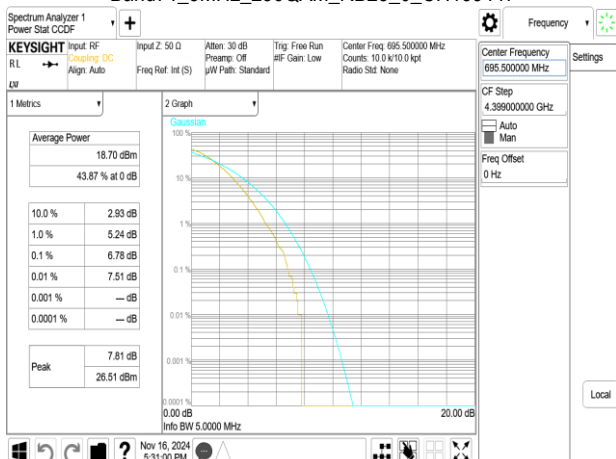 Spectrum Analyzer 1
Power Stat CCDF
Frequency
KEYSIGHT
Input: RF
Coupling: DC
Align: Auto
RL
LXI
Input Z: 50 Ω
Freq Ref: Int (S)
Atten: 30 dB
Preamp: Off
µW Path: Standard
Trig: Free Run
#IF Gain: Low
Center Freq: 695.500000 MHz
Counts: 10.0 k/10.0 kpt
Radio Std: None
Center Frequency
695.500000 MHz
Settings
CF Step
4.399000000 GHz
Auto
Man
Freq Offset
0 Hz
Local
1 Metrics
Average Power
18.70 dBm
43.87 % at 0 dB
10.0 % 2.93 dB
1.0 % 5.24 dB
0.1 % 6.78 dB
0.01 % 7.51 dB
0.001 % --- dB
0.0001 % --- dB
Peak
7.81 dB
26.51 dBm
2 Graph
Gaussian
100 %
10 %
1 %
0.1 %
0.01 %
0.001 %
0.0001 %
0.00 dB 20.00 dB
Info BW 5.0000 MHz
Nov 16, 2024
5:31:00 PM